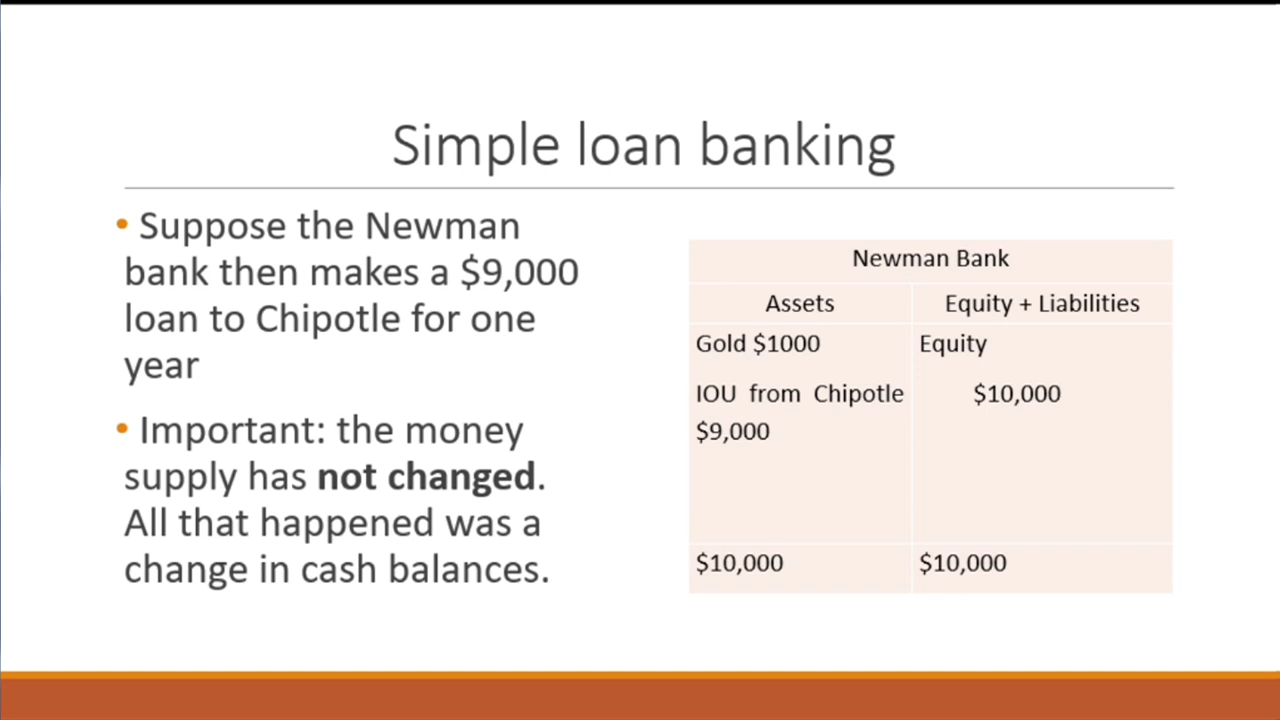 Simple loan banking
• Suppose the Newman
bank then makes a $9,000
loan to Chipotle for one
year
• Important: the money
supply has not changed.
All that happened was a
change in cash balances.
Newman Bank
Assets
Equity + Liabilities
Gold $1000
Equity
IOU from Chipotle
$9,000
$10,000
$10,000
$10,000